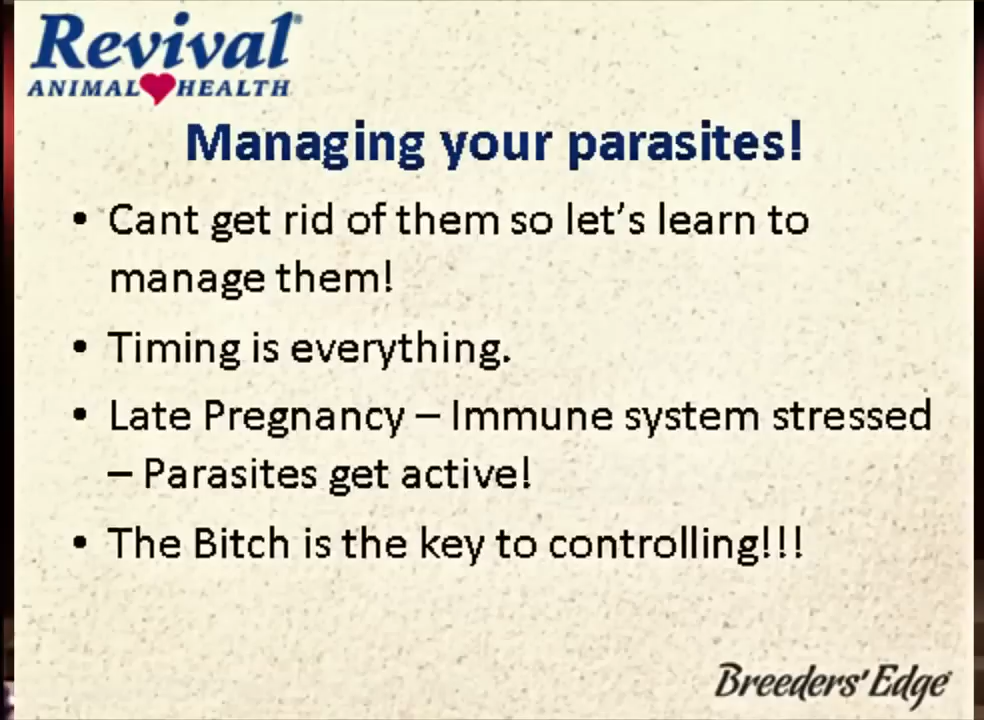 Revival®
ANIMAL HEALTH
Managing your parasites!
• Cant get rid of them so let’s learn to
manage them!
• Timing is everything.
• Late Pregnancy – Immune system stressed
– Parasites get active!
• The Bitch is the key to controlling!!!
Breeders’ Edge